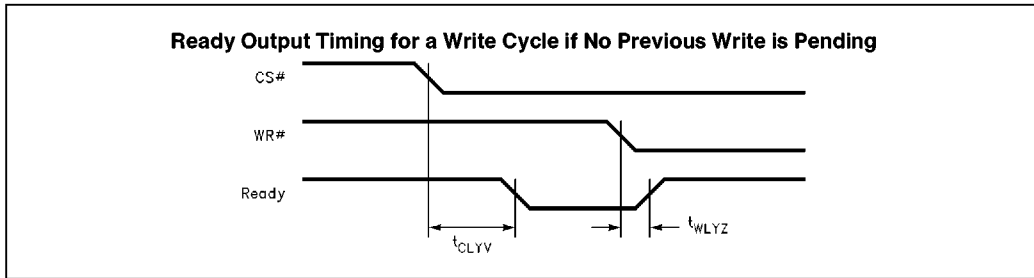 Ready Output Timing for a Write Cycle if No Previous Write is Pending
CS#
WR#
Ready
tCLYV
tWLYZ